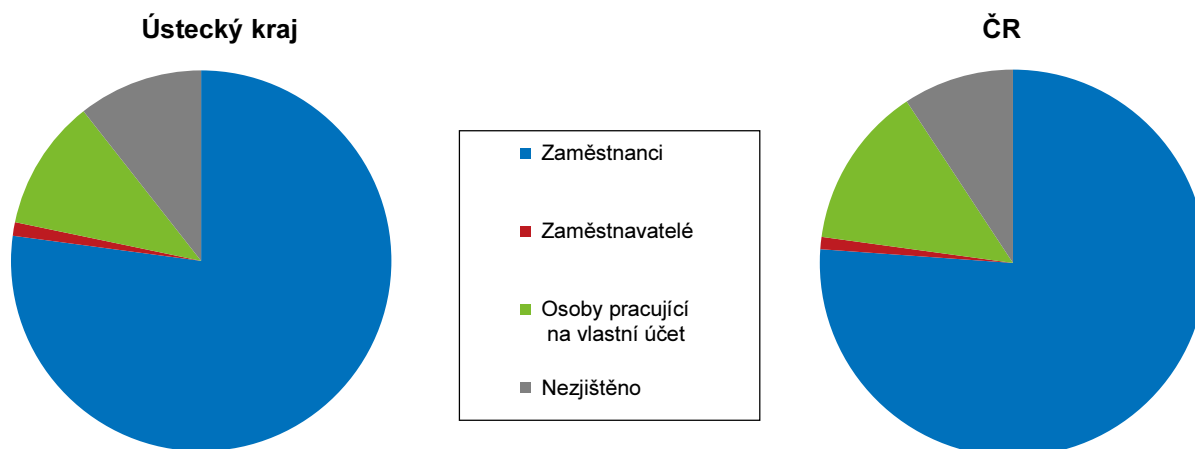 Ústecký kraj
ČR
Zaměstnanci
Zaměstnavatelé
Osoby pracující
na vlastní účet
Nezjištěno